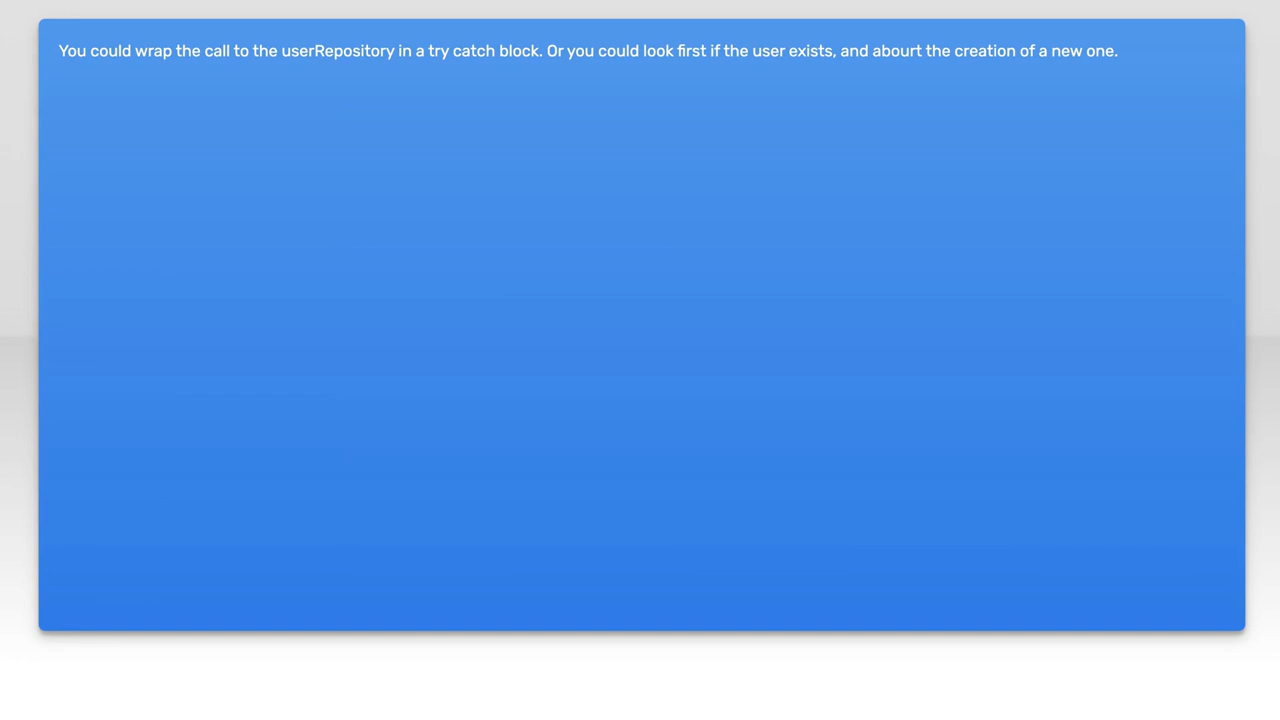 You could wrap the call to the userRepository in a try catch block. Or you could look first if the user exists, and abourt the creation of a new one.